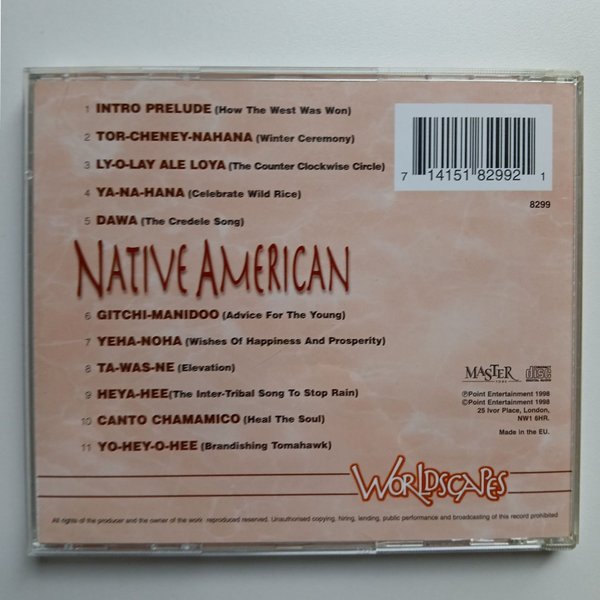 1 INTRO PRELUDE (How The West Was Won)
2 TOR-CHENEY-NAHANA (Winter Ceremony)
3 LY-O-LAY ALE LOYA (The Counter Clockwise Circle)
4 YA-NA-HANA (Celebrate Wild Rice)
5 DAWA (The Credele Song)
7 14151 82992 1
8299
NATIVE AMERICAN
6 GITCHI-MANIDOO (Advice For The Young)
7 YEHA-NOHA (Wishes Of Happiness And Prosperity)
8 TA-WAS-NE (Elevation)
9 HEYA-HEE(The Inter-Tribal Song To Stop Rain)
10 CANTO CHAMAMICO (Heal The Soul)
11 YO-HEY-O-HEE (Brandishing Tomahawk)
MASTER
disc
DIGITAL AUDIO
℗Point Entertainment 1998
©Point Entertainment 1998
25 Ivor Place, London,
NW1 6HR.
Made in the EU.
WORLDSCAPES
All rights of the producer and the owner of the work reproduced reserved. Unauthorised copying, hiring, lending, public performance and broadcasting of this record prohibited